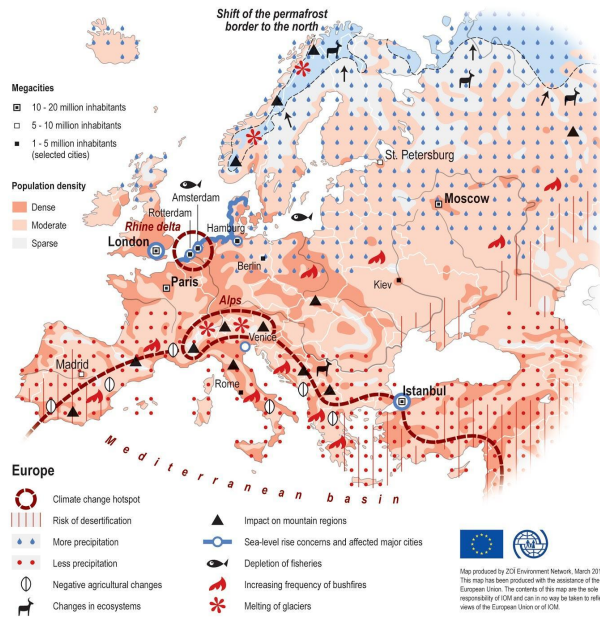 Shift of the permafrost
border to the north
Megacities
10 - 20 million inhabitants
5 - 10 million inhabitants
1 - 5 million inhabitants
(selected cities)
Population density
Dense
Moderate
Sparse
St. Petersburg
Moscow
Amsterdam
Rotterdam
Rhine delta
Hamburg
London
Berlin
Paris
Kiev
Alps
Venice
Madrid
Rome
Istanbul
Mediterranean basin
Europe
Climate change hotspot
Risk of desertification
More precipitation
Less precipitation
Negative agricultural changes
Changes in ecosystems
Impact on mountain regions
Sea-level rise concerns and affected major cities
Depletion of fisheries
Increasing frequency of bushfires
Melting of glaciers
Map produced by ZOÏ Environment Network, March 201
This map has been produced with the assistance of the
European Union. The contents of this map are the sole
responsibility of IOM and can in no way be taken to refle
views of the European Union or of IOM.